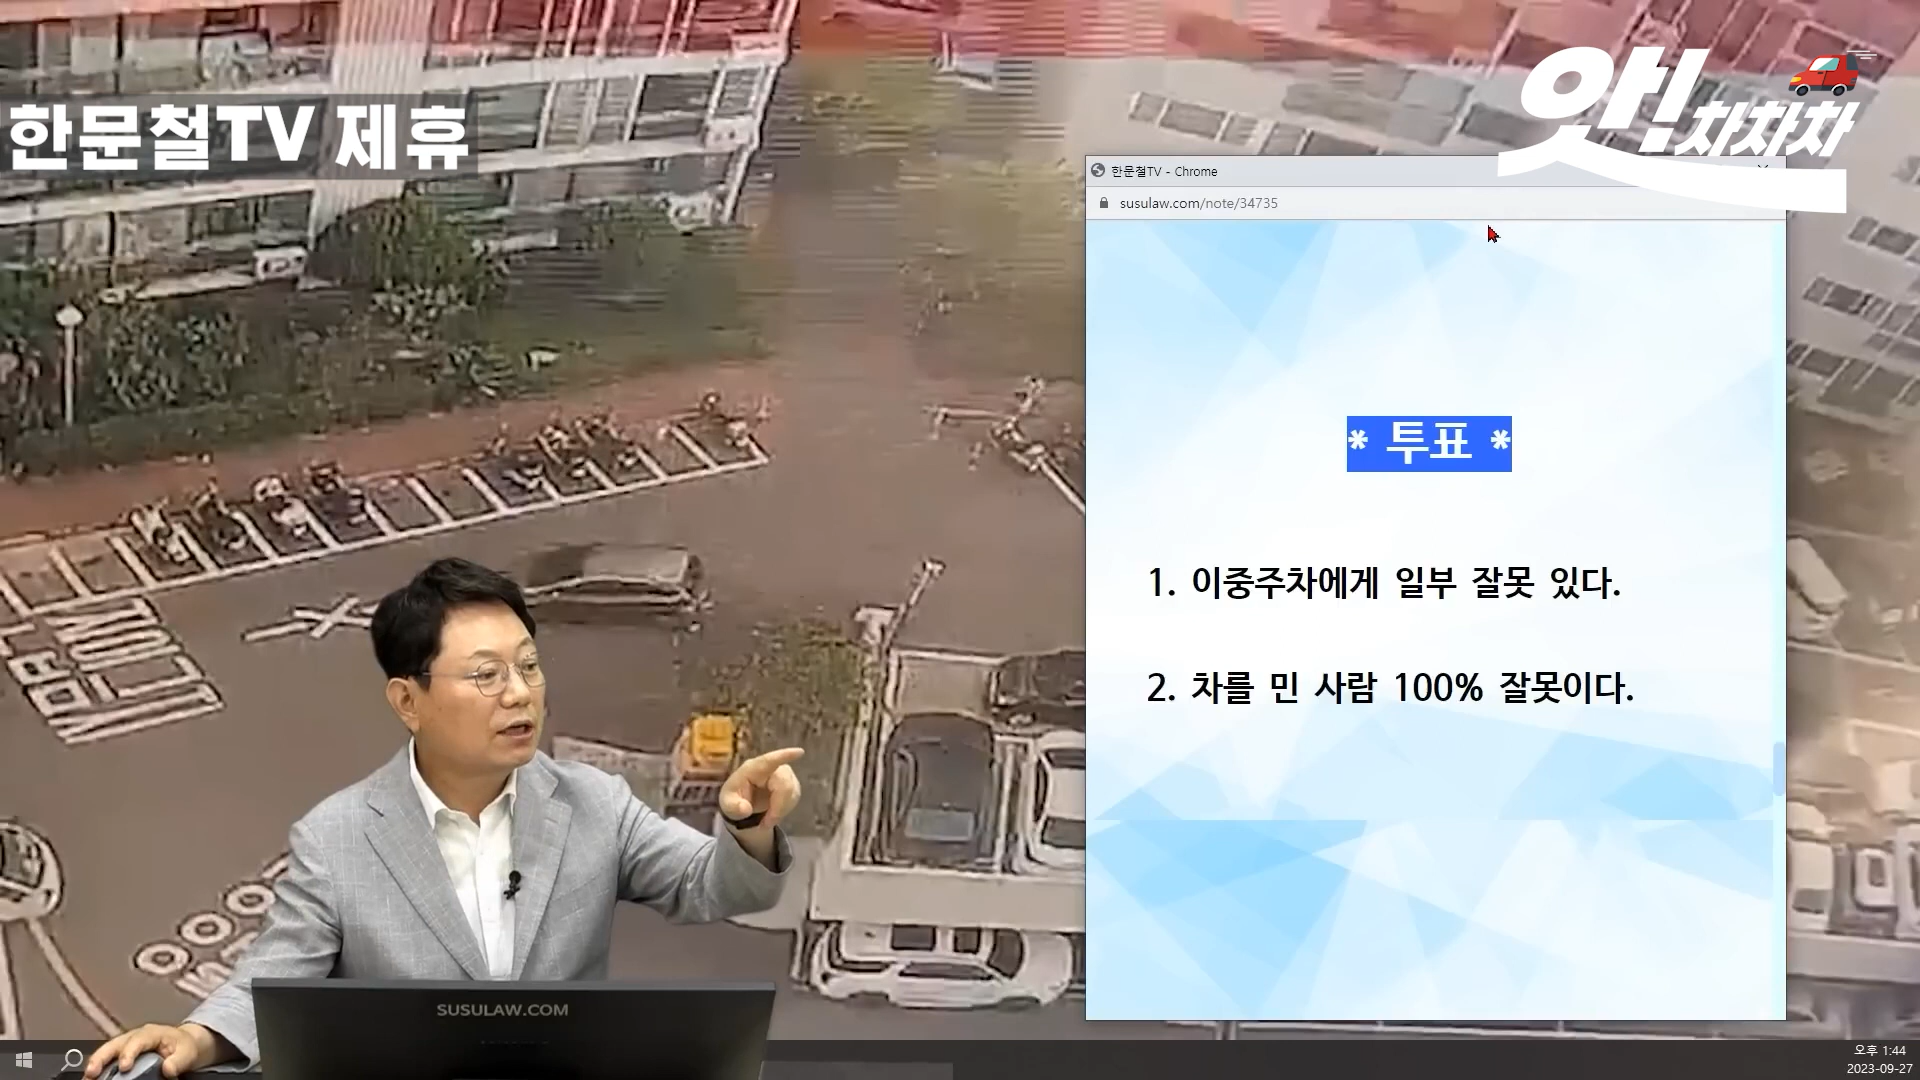 한문철TV 제휴
앗!차차차
한문철TV - Chrome
susulaw.com/note/34735
* 투표 *
1. 이중주차에게 일부 잘못 있다.
2. 차를 민 사람 100% 잘못이다.
SUSULAW.COM
오후 1:44
2023-09-27